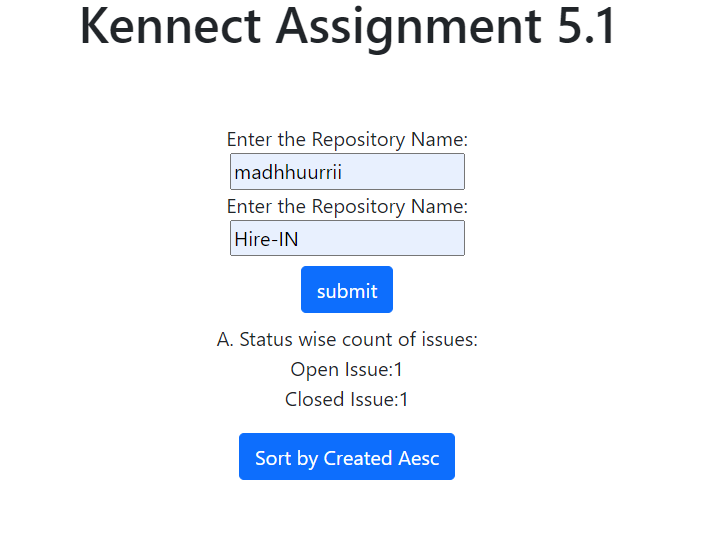 Kennect Assignment 5.1
Enter the Repository Name:
madhhuurrii
Enter the Repository Name:
Hire-IN
submit
A. Status wise count of issues:
Open Issue:1
Closed Issue:1
Sort by Created Aesc